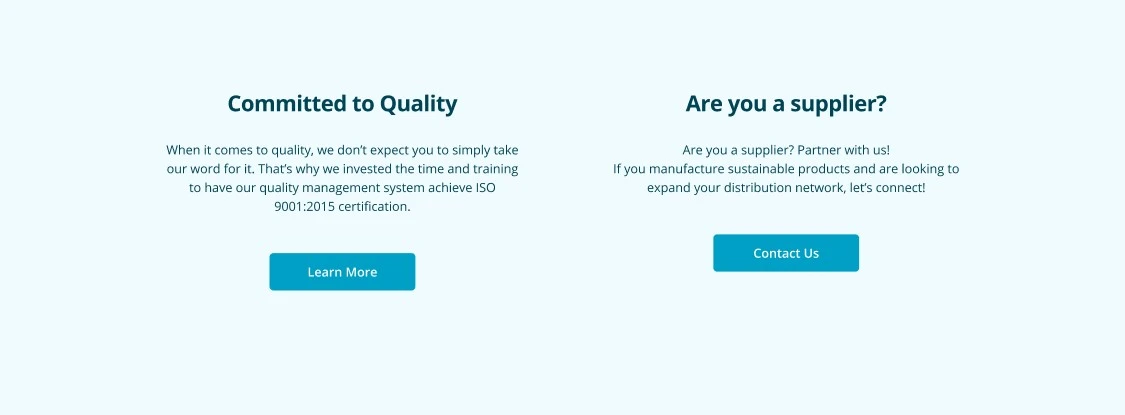 Committed to Quality
When it comes to quality, we don’t expect you to simply take
our word for it. That’s why we invested the time and training
to have our quality management system achieve ISO
9001:2015 certification.
Learn More
Are you a supplier?
Are you a supplier? Partner with us!
If you manufacture sustainable products and are looking to
expand your distribution network, let’s connect!
Contact Us